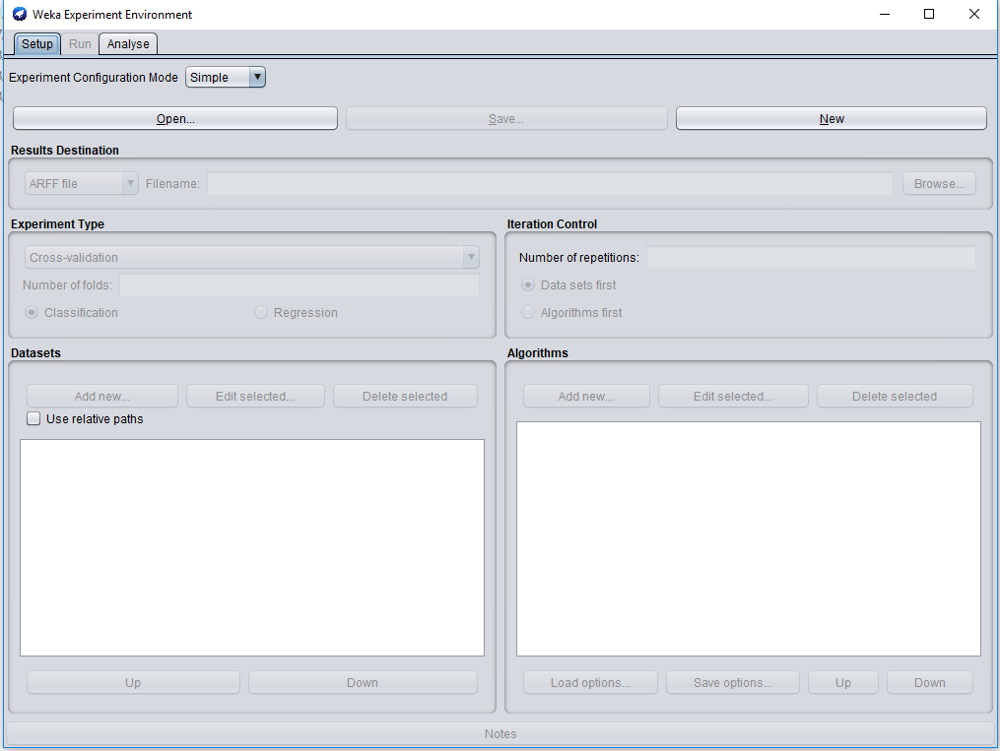 Weka Experiment Environment
Setup Run Analyse
Experiment Configuration Mode Simple
Open... Save... New
Results Destination
ARFF file Filename: Browse...
Experiment Type Iteration Control
Cross-validation Number of repetitions:
Number of folds: Data sets first
Classification Regression Algorithms first
Datasets Algorithms
Add new... Edit selected... Delete selected Add new... Edit selected... Delete selected
Use relative paths
Up Down Load options... Save options... Up Down
Notes